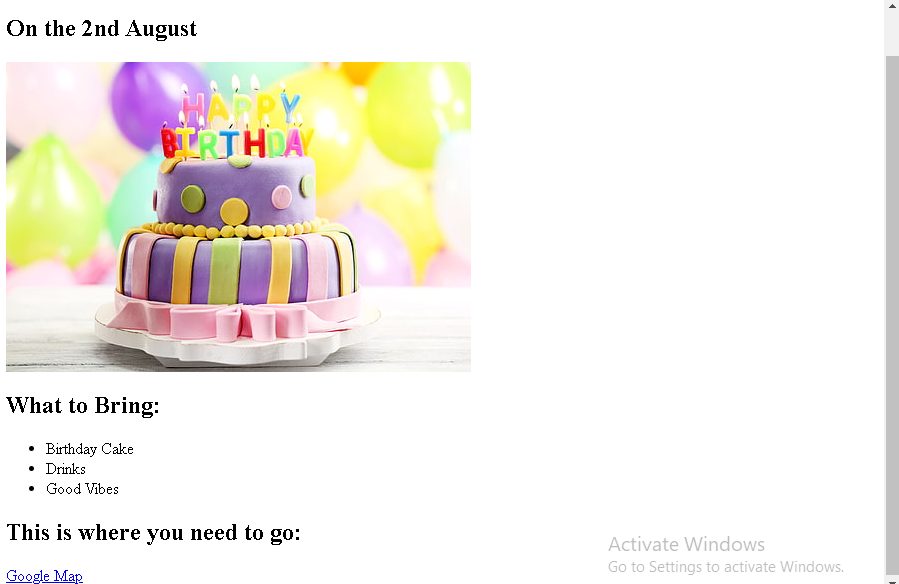 On the 2nd August
HAPPY
BIRTHDAY
What to Bring:
Birthday Cake
Drinks
Good Vibes
This is where you need to go:
Google Map
Activate Windows
Go to Settings to activate Windows.